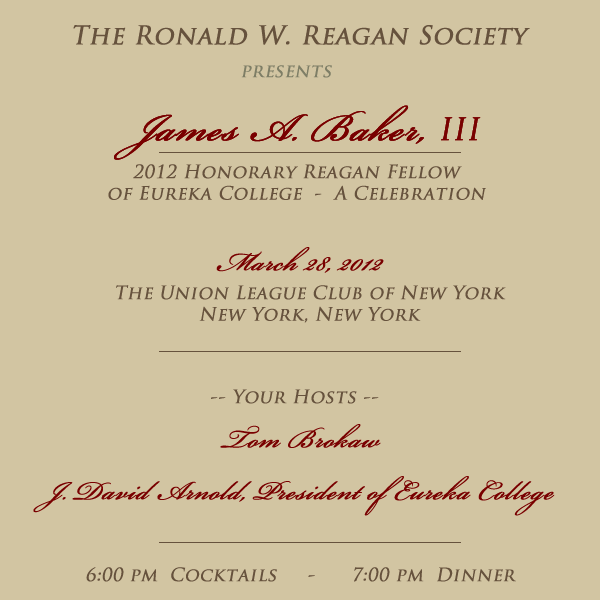 The Ronald W. Reagan Society
PRESENTS
James A. Baker, III
2012 Honorary Reagan Fellow
of Eureka College - A Celebration
March 28, 2012
The Union League Club of New York
New York, New York
-- Your Hosts --
Tom Brokaw
J. David Arnold, President of Eureka College
6:00 pm Cocktails - 7:00 pm Dinner